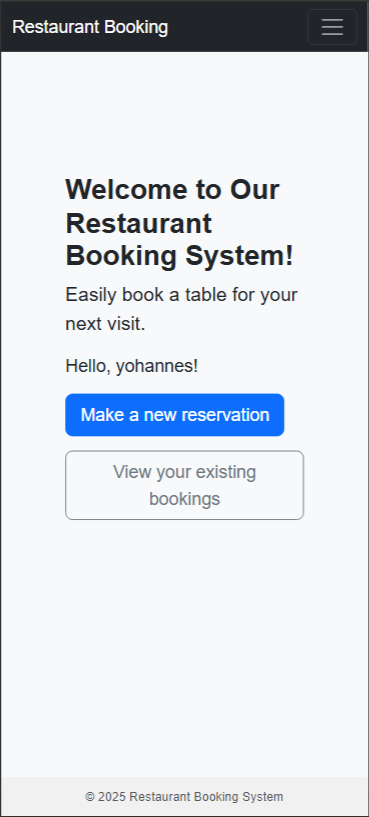 Restaurant Booking
Welcome to Our
Restaurant
Booking System!
Easily book a table for your
next visit.
Hello, yohannes!
Make a new reservation
View your existing
bookings
© 2025 Restaurant Booking System